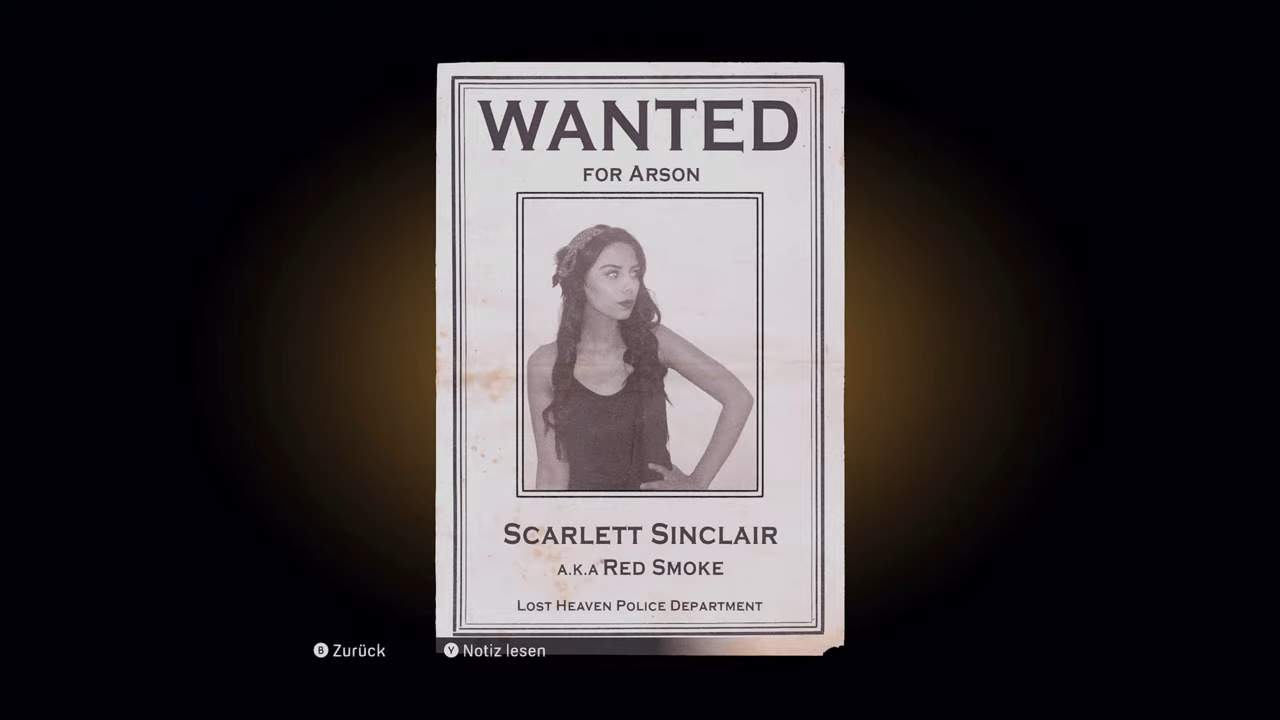 WANTED
FOR ARSON
SCARLETT SINCLAIR
A.K.A RED SMOKE
LOST HEAVEN POLICE DEPARTMENT
B Zurück Y Notiz lesen